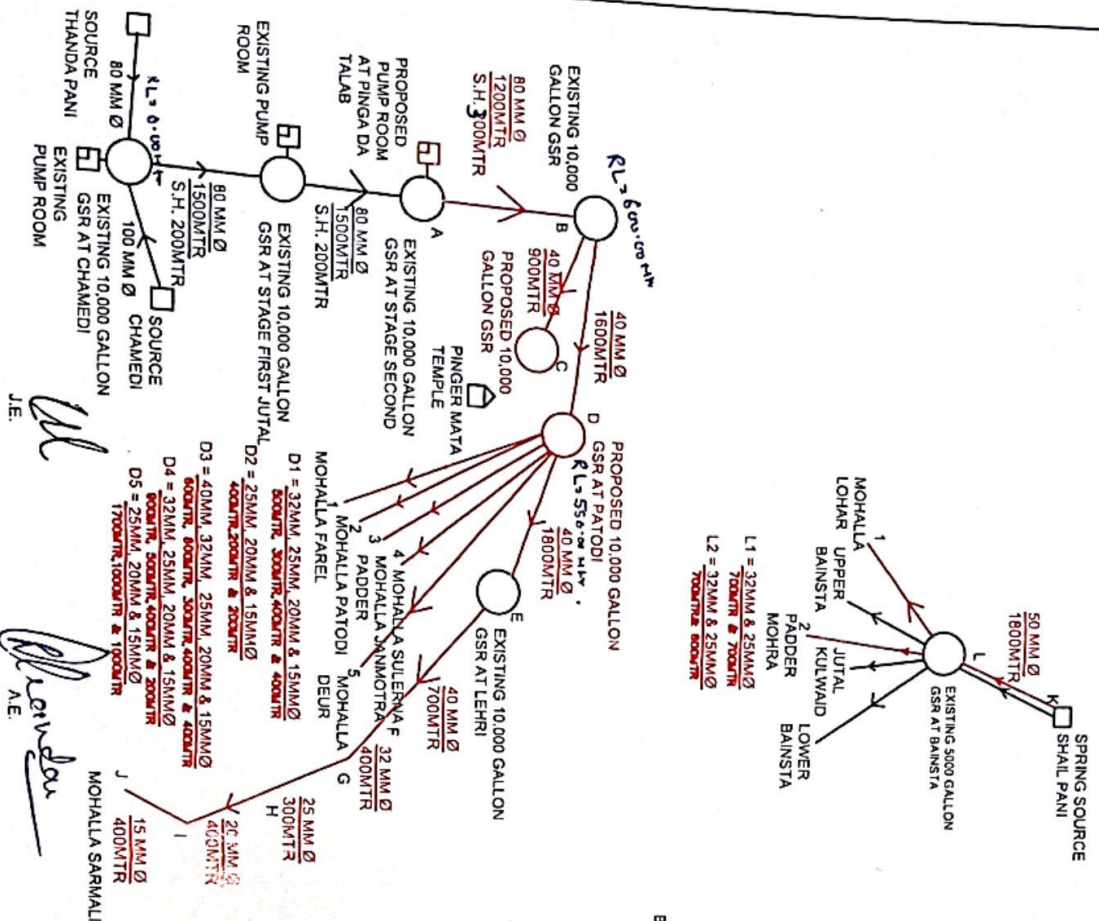 SPRING SOURCE
SHAIL PANI
K
50 MM Ø
1800MTR
L
EXISTING 5000 GALLON
GSR AT BAINSTA
1
MOHALLA
LOHAR
UPPER
BAINSTA
2
PADDER
MOHRA
JUTAL
KULWAID
LOWER
BAINSTA
L1 = 32MM & 25MMØ
700MTR & 700MTR
L2 = 32MM & 25MMØ
700MTR& 600MTR
EXISTING 10,000
GALLON GSR
RL= 600.00 Mtr
B
80 MM Ø
1200MTR
S.H. 300MTR
PROPOSED
PUMP ROOM
AT PINGA DA
TALAB
A
EXISTING 10,000 GALLON
GSR AT STAGE SECOND
EXISTING PUMP
ROOM
80 MM Ø
1500MTR
S.H. 200MTR
EXISTING 10,000 GALLON
GSR AT STAGE FIRST JUTAL
SOURCE
THANDA PANI
80 MM Ø
RL= 0.00
80 MM Ø
1500MTR
S.H. 200MTR
SOURCE
CHAMEDI
100 MM Ø
EXISTING 10,000 GALLON
GSR AT CHAMEDI
EXISTING
PUMP ROOM
40 MM Ø
900MTR
C
PROPOSED 10,000
GALLON GSR
40 MM Ø
1600MTR
PINGER MATA
TEMPLE
D
PROPOSED 10,000 GALLON
GSR AT PATODI
RL= 550.00 Mtr.
40 MM Ø
1800MTR
E
EXISTING 10,000 GALLON
GSR AT LEHRI
1
MOHALLA FAREL
2
MOHALLA PATODI
3
PADDER
MOHALLA JANMOTRA
4
MOHALLA SULERNA
5
MOHALLA
DEUR
F
40 MM Ø
700MTR
G
32 MM Ø
400MTR
H
25 MM Ø
300MTR
I
20 MM Ø
400MTR
J
15 MM Ø
400MTR
MOHALLA SARMALI
D1 = 32MM, 25MM, 20MM & 15MMØ
500MTR, 300MTR,400MTR & 400MTR
D2 = 25MM, 20MM & 15MMØ
400MTR,200MTR & 200MTR
D3 = 40MM, 32MM, 25MM, 20MM & 15MMØ
600MTR, 800MTR, 300MTR,400MTR & 400MTR
D4 = 32MM, 25MM, 20MM & 15MMØ
900MTR, 500MTR,400MTR & 200MTR
D5 = 25MM, 20MM & 15MMØ
1700MTR,1000MTR & 1000MTR
J.E.
A.E.